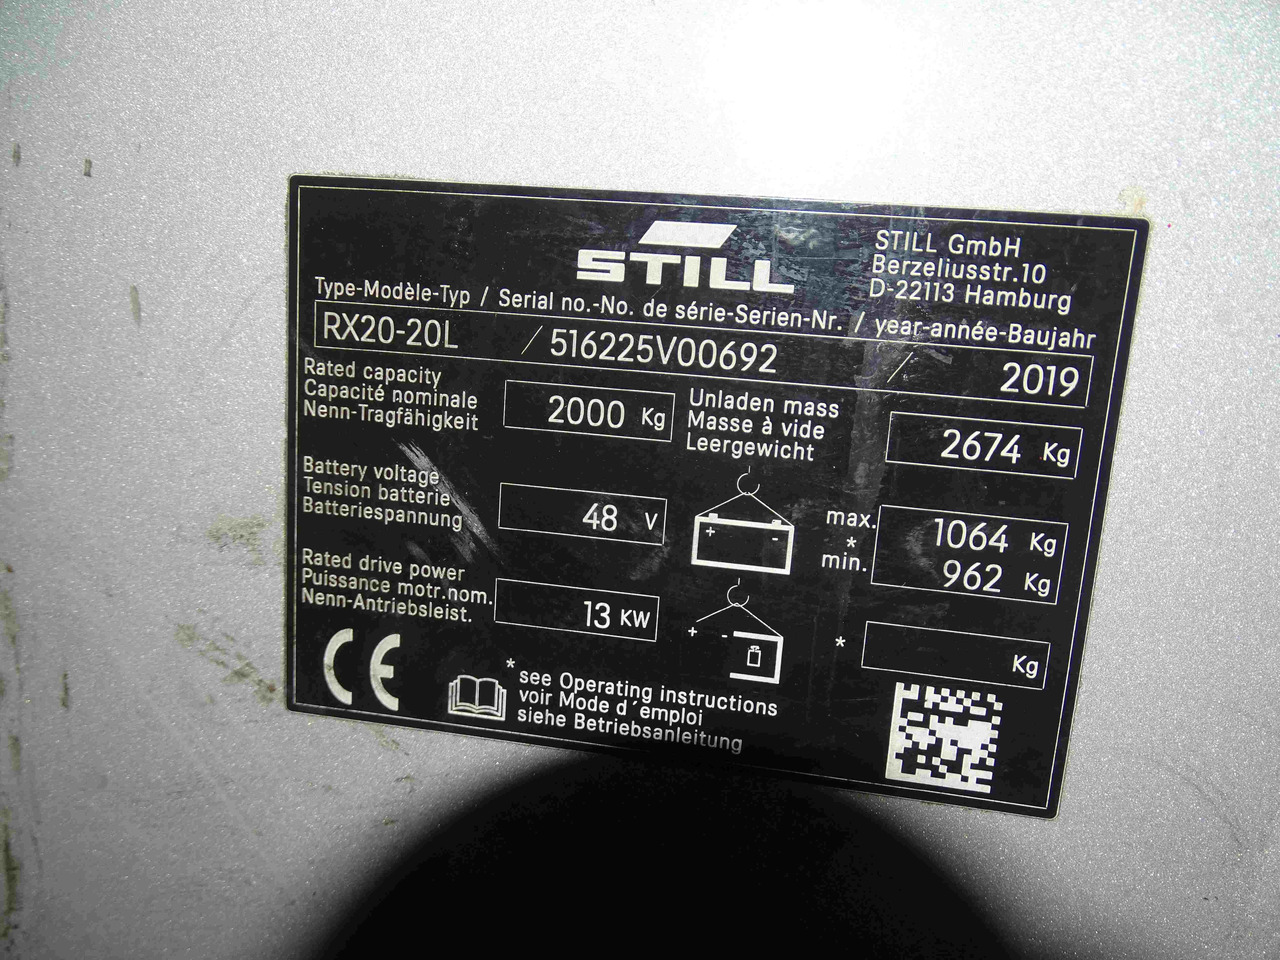 STILL
STILL GmbH
Berzeliusstr.10
D-22113 Hamburg
Type-Modèle-Typ / Serial no.-No. de série-Serien-Nr. / year-année-Baujahr
RX20-20L / 516225V00692 / 2019
Rated capacity
Capacité nominale
Nenn-Tragfähigkeit
2000 Kg
Unladen mass
Masse à vide
Leergewicht
2674 Kg
Battery voltage
Tension batterie
Batteriespannung
48 V
+ -
max.
*
min.
1064 Kg
962 Kg
Rated drive power
Puissance motr.nom.
Nenn-Antriebsleist.
13 KW
+ -
*
Kg
CE
* see Operating instructions
voir Mode d´emploi
siehe Betriebsanleitung